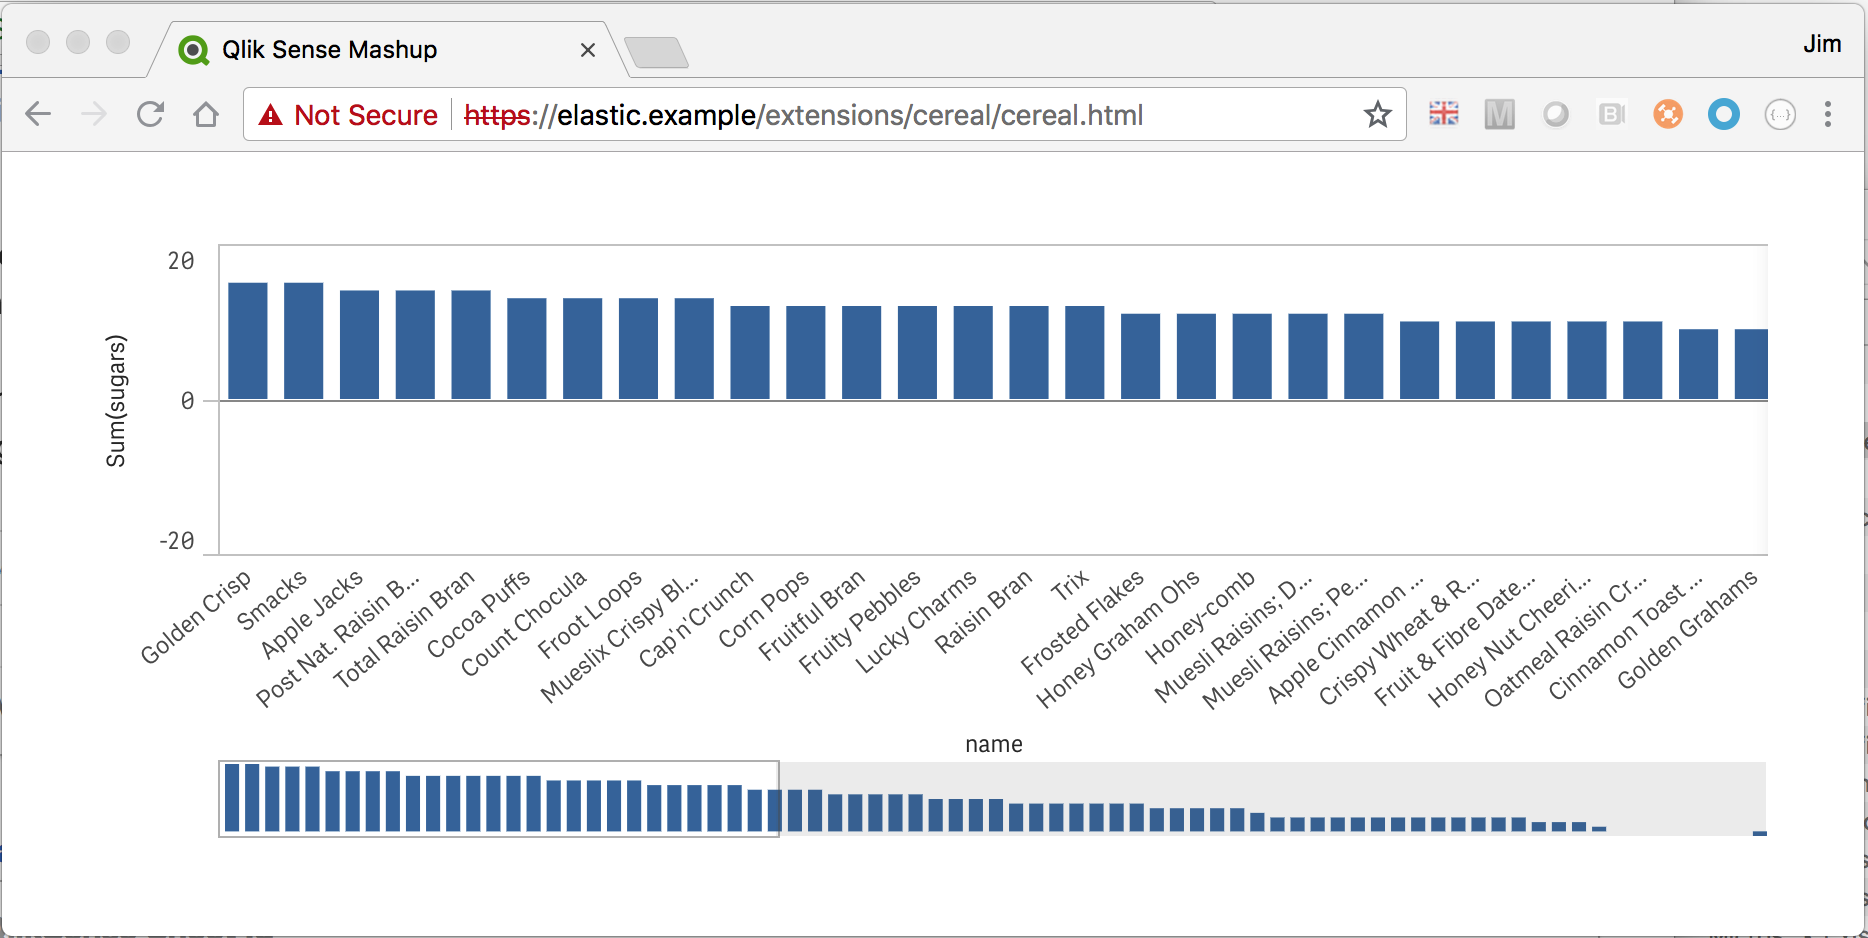 Qlik Sense Mashup
Jim
Not Secure https://elastic.example/extensions/cereal/cereal.html
M
B
{...}
20
0
-20
Sum(sugars)
Golden Crisp
Smacks
Apple Jacks
Post Nat. Raisin B...
Total Raisin Bran
Cocoa Puffs
Count Chocula
Froot Loops
Mueslix Crispy Bl...
Cap'n'Crunch
Corn Pops
Fruitful Bran
Fruity Pebbles
Lucky Charms
Raisin Bran
Trix
Frosted Flakes
Honey Graham Ohs
Honey-comb
Muesli Raisins; D...
Muesli Raisins; Pe...
Apple Cinnamon ...
Crispy Wheat & R...
Fruit & Fibre Date...
Honey Nut Cheeri...
Oatmeal Raisin Cr...
Cinnamon Toast ...
Golden Grahams
name